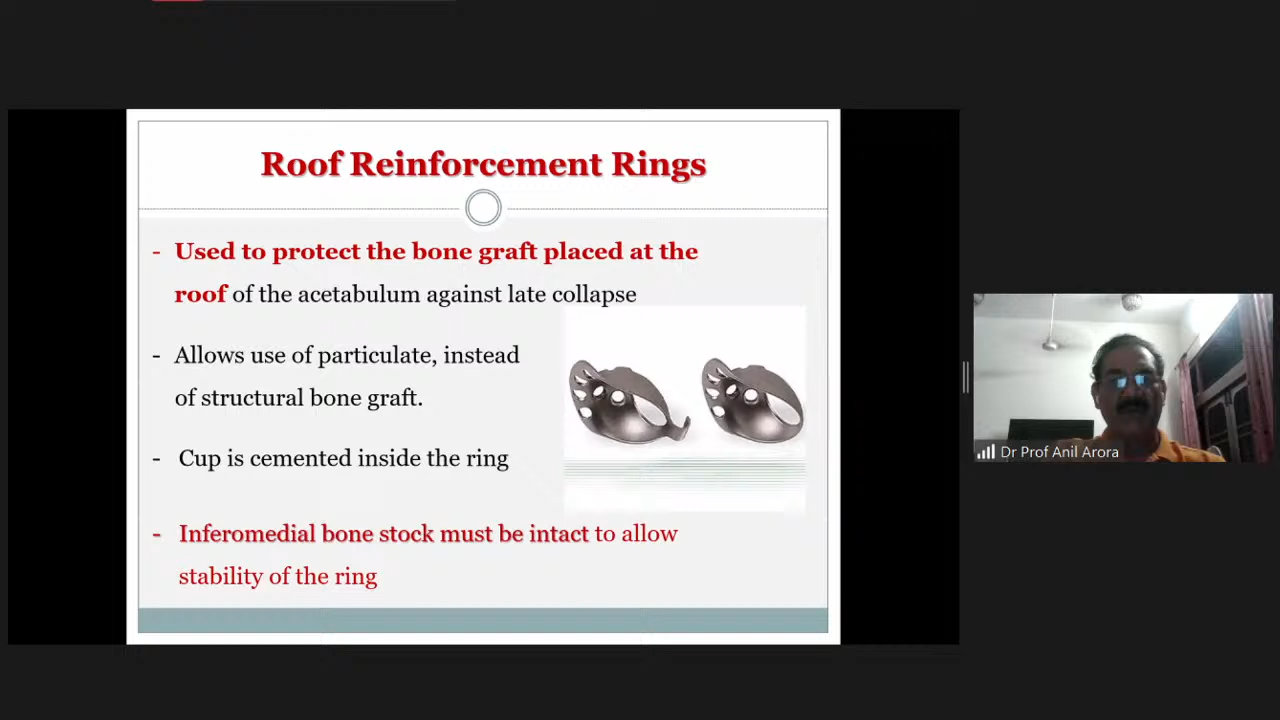 Roof Reinforcement Rings
- Used to protect the bone graft placed at the
roof of the acetabulum against late collapse
- Allows use of particulate, instead
of structural bone graft.
- Cup is cemented inside the ring
- Inferomedial bone stock must be intact to allow
stability of the ring
Dr Prof Anil Arora